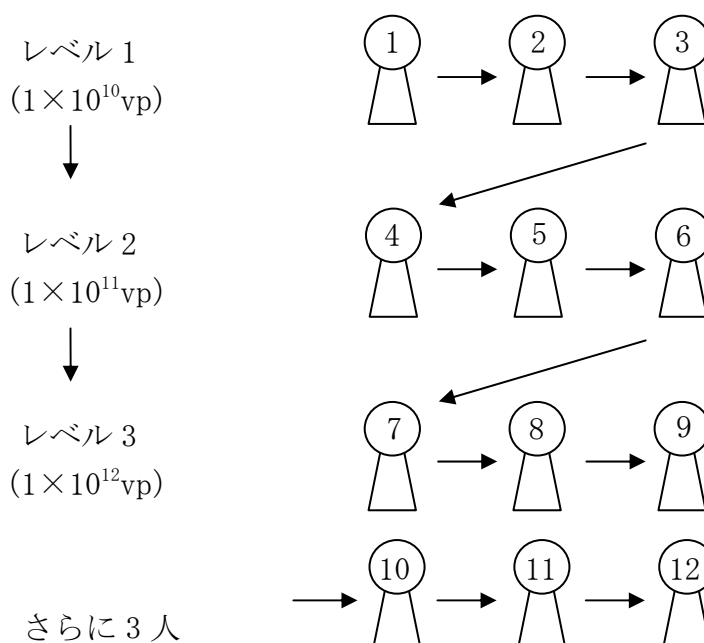 レベル 1
(1×10¹⁰vp)
1 2 3
レベル 2
(1×10¹¹vp)
4 5 6
レベル 3
(1×10¹²vp)
7 8 9
10 11 12
さらに 3 人